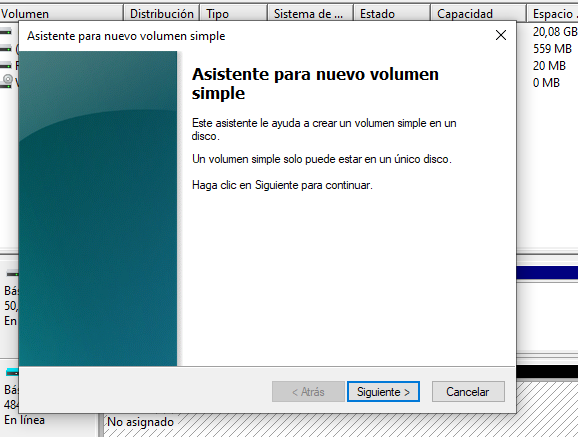 Volumen Distribución Tipo Sistema de ... Estado Capacidad Espacio
Asistente para nuevo volumen simple
20,08 GB
559 MB
20 MB
0 MB
Asistente para nuevo volumen
simple
Este asistente le ayuda a crear un volumen simple en un
disco.
Un volumen simple solo puede estar en un único disco.
Haga clic en Siguiente para continuar.
< Atrás Siguiente > Cancelar
Bás
50,
En
Bás
484
En línea
No asignado